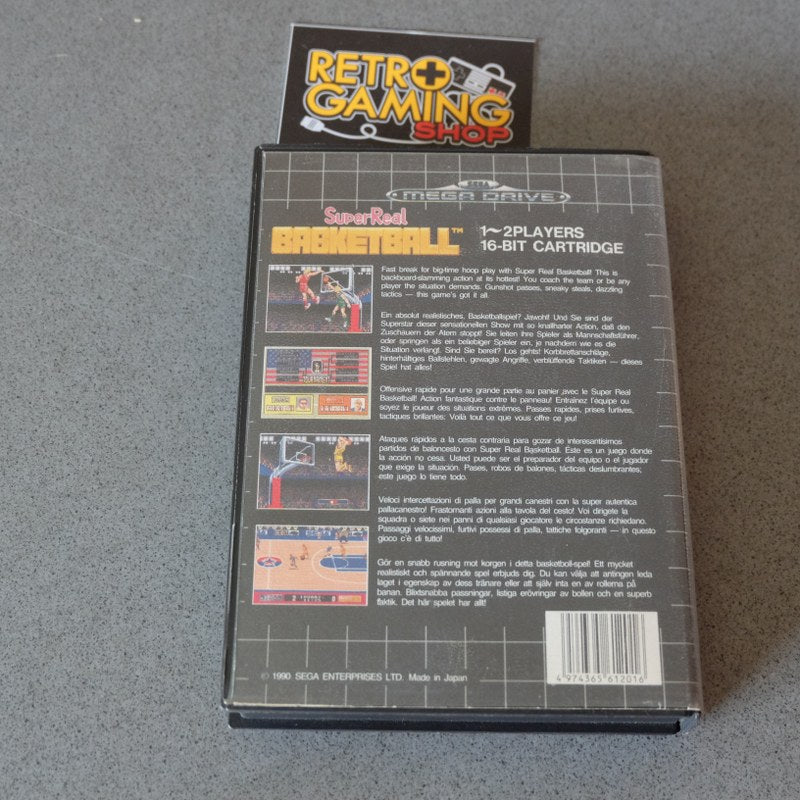 RETRO
GAMING
SHOP
SEGA
MEGA DRIVE
Super Real
BASKETBALL™
1~2PLAYERS
16-BIT CARTRIDGE
Fast break for big-time hoop play with Super Real Basketball! This is
backboard-slamming action at its hottest! You coach the team or be any
player the situation demands. Gunshot passes, sneaky steals, dazzling
tactics — this game's got it all.
Ein absolut realistisches, Basketballspiel? Jawohl! Und Sie sind der
Superstar dieser sensationellen Show mit so knallharter Action, daß den
Zuschäuern der Atem stoppt! Sie leiten ihre Spieler als Mannschaftsführer,
oder springen als ein beliebiger Spieler ein, je nachdem wie es die
Situation verlangt. Sind Sie bereit? Los gehts! Korbbrettanschläge,
hinterhältiges Ballstehlen, gewagte Angriffe, verblüffende Taktiken — dieses
Spiel hat alles!
Offensive rapide pour une grande partie au panier avec le Super Real
Basketball! Action fantastique contre le panneau! Entraînez l'équipe ou
soyez le joueur des situations extrêmes. Passes rapides, prises furtives,
tactiques brillantes: Voilà tout ce que vous offre ce jeu!
Ataques rápidos a la cesta contraria para gozar de interesantísimos
partidos de baloncesto con Super Real Basketball. Este es un juego donde
la acción no cesa. Usted puede ser el preparador del equipo o el jugador
que exige la situación. Pases, robos de balones, tácticas deslumbrantes;
este juego lo tiene todo.
Veloci intercettazioni di palla per grandi canestri con la super autentica
pallacanestro! Frastornanti azioni alla tavola del cesto! Voi dirigete la
squadra o siete nei panni di qualsiasi giocatore le circostanze richiedano.
Passaggi velocissimi, furtivi possessi di palla, tattiche folgoranti — in questo
gioco c'è di tutto!
Gör en snabb rusning mot korgen i detta basketboll-spel! Ett mycket
realistiskt och spännande spel erbjuds dig. Du kan välja att antingen leda
laget i egenskap av dess tränare eller att själv inta en av rollerna på
banan. Blixtsnabba passningar, listiga erövringar av bollen och en superb
taktik. Det här spelet har allt!
© 1990 SEGA ENTERPRISES LTD. Made in Japan
4 974365 612016